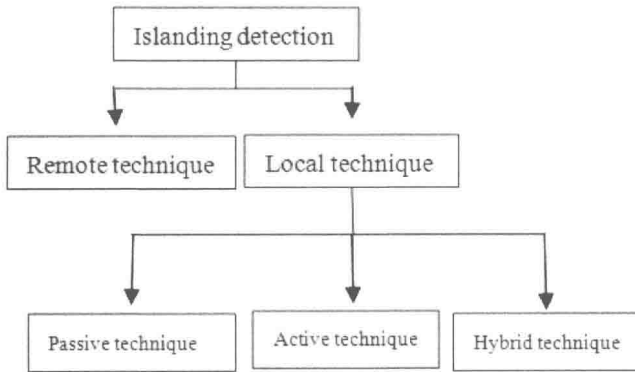 Islanding detection
Remote technique
Local technique
Passive technique
Active technique
Hybrid technique